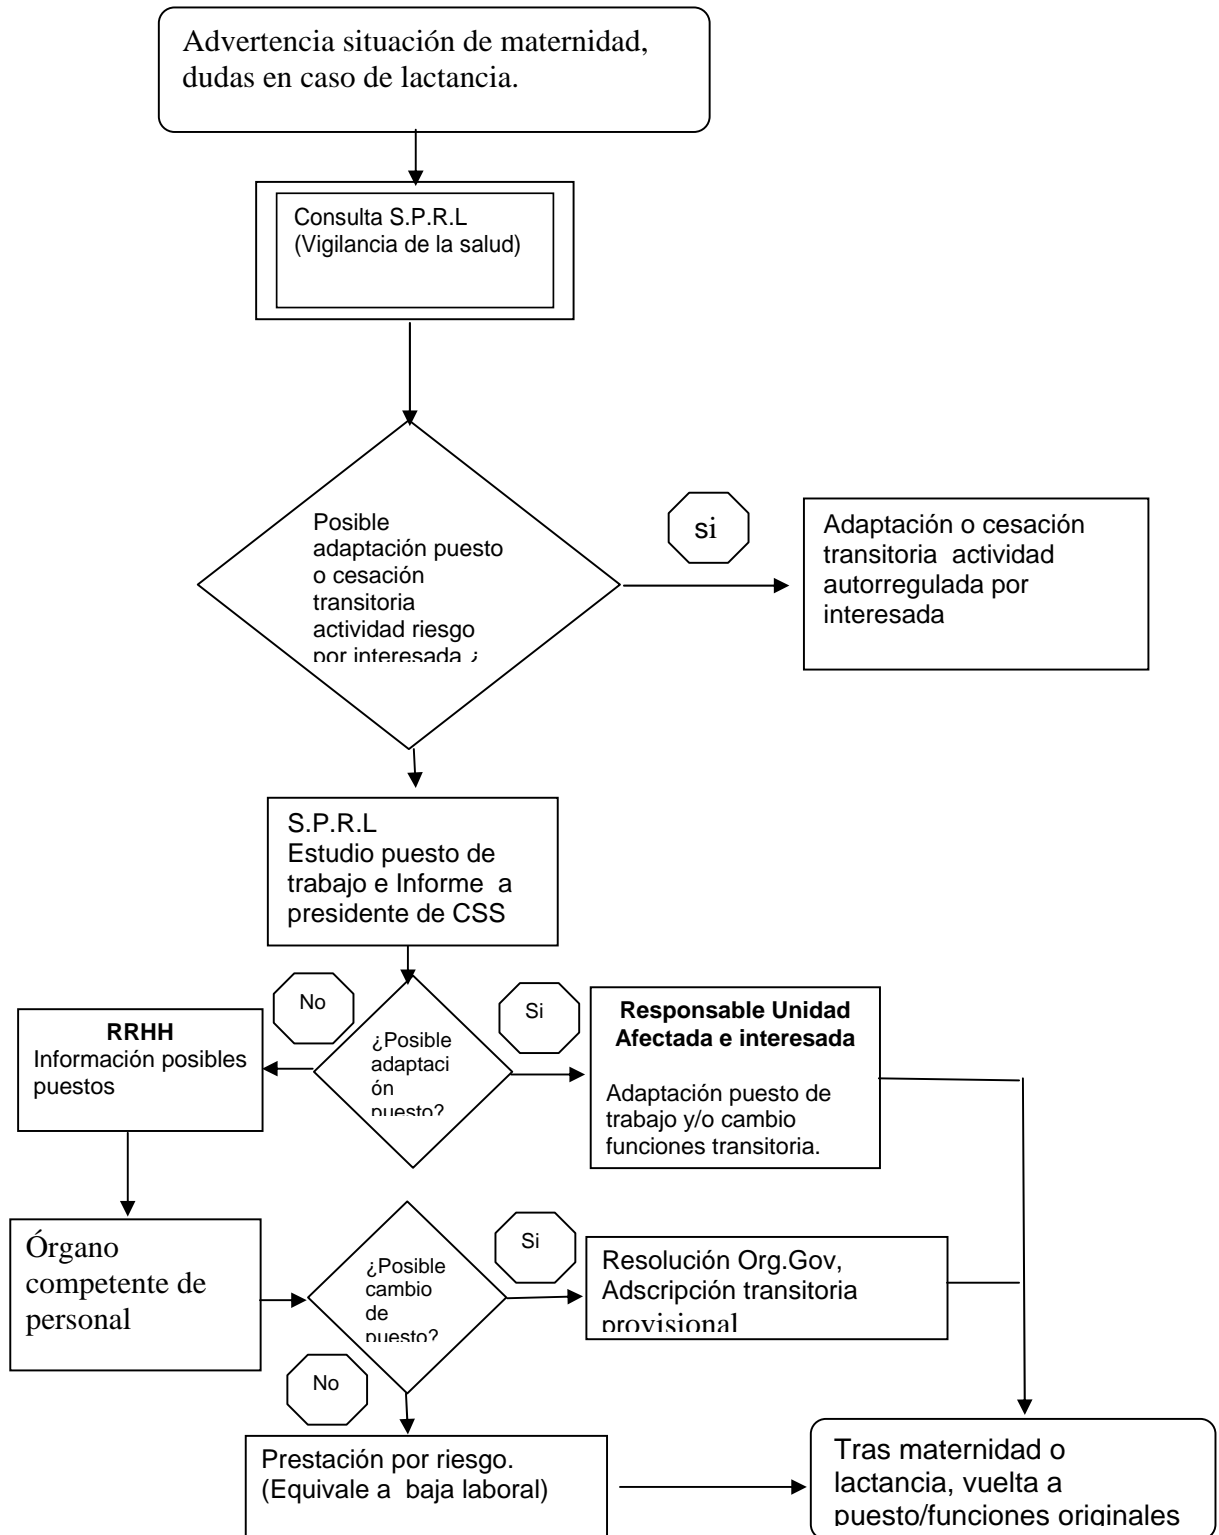 Advertencia situación de maternidad,
dudas en caso de lactancia.
Consulta S.P.R.L
(Vigilancia de la salud)
Posible
adaptación puesto
o cesación
transitoria
actividad riesgo
por interesada ¿
si
Adaptación o cesación
transitoria actividad
autorregulada por
interesada
S.P.R.L
Estudio puesto de
trabajo e Informe a
presidente de CSS
No
Si
RRHH
Información posibles
puestos
¿Posible
adaptaci
ón
puesto?
Responsable Unidad
Afectada e interesada
Adaptación puesto de
trabajo y/o cambio
funciones transitoria.
Órgano
competente de
personal
¿Posible
cambio
de
puesto?
Si
Resolución Org.Gov,
Adscripción transitoria
provisional
No
Prestación por riesgo.
(Equivale a baja laboral)
Tras maternidad o
lactancia, vuelta a
puesto/funciones originales